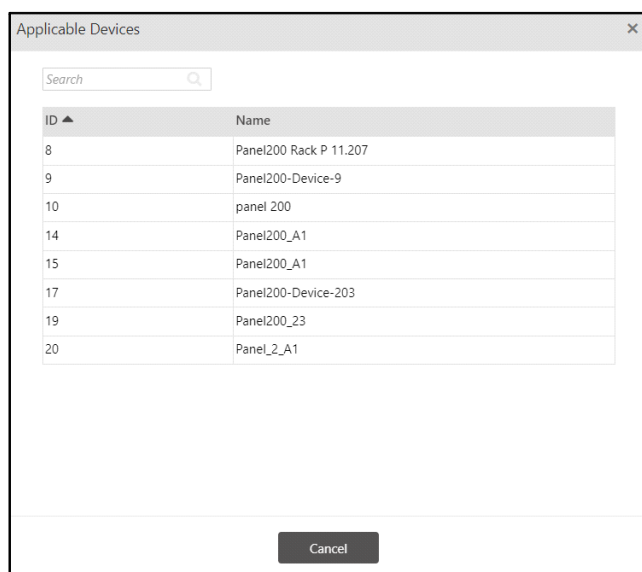 Applicable Devices ×
Search
ID ▲ Name
8 Panel200 Rack P 11.207
9 Panel200-Device-9
10 panel 200
14 Panel200_A1
15 Panel200_A1
17 Panel200-Device-203
19 Panel200_23
20 Panel_2_A1
Cancel